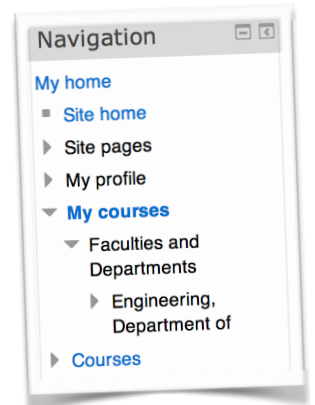 Navigation
My home
Site home
Site pages
My profile
My courses
Faculties and
Departments
Engineering,
Department of
Courses